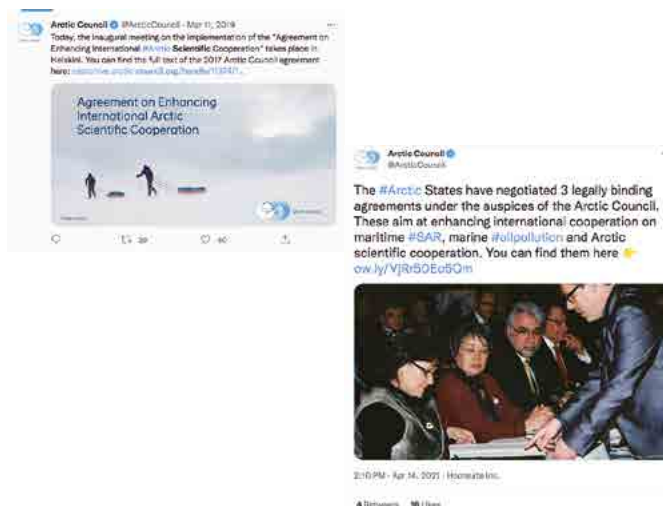 Arctic Council @ArcticCouncil · Mar 11, 2019
Today, the inaugural meeting on the implementation of the "Agreement on
Enhancing International #Arctic Scientific Cooperation" takes place in
Helsinki. You can find the full text of the 2017 Arctic Council agreement
here:
Agreement on Enhancing
International Arctic
Scientific Cooperation
Arctic Council
@ArcticCouncil
The #Arctic States have negotiated 3 legally binding
agreements under the auspices of the Arctic Council.
These aim at enhancing international cooperation on
maritime #SAR, marine #oilpollution and Arctic
scientific cooperation. You can find them here 👉
2:10 PM · Apr 14, 2021 · Hootsuite Inc.
4 Retweets